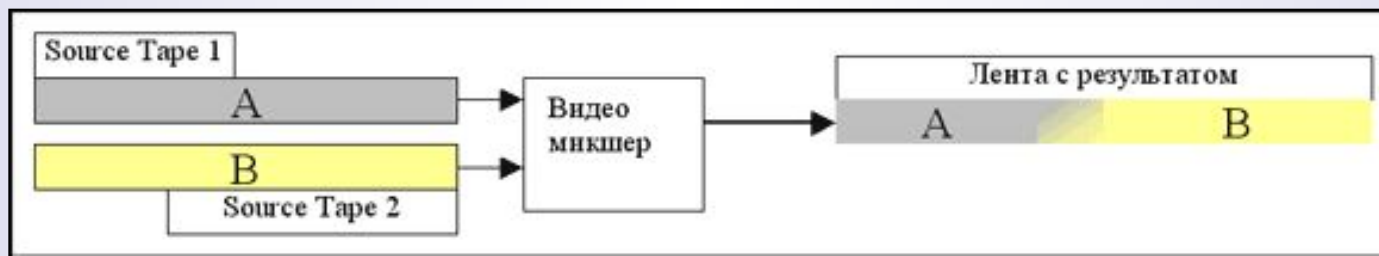 Source Tape 1
A
B
Source Tape 2
Видео
микшер
Лента с результатом
A
B